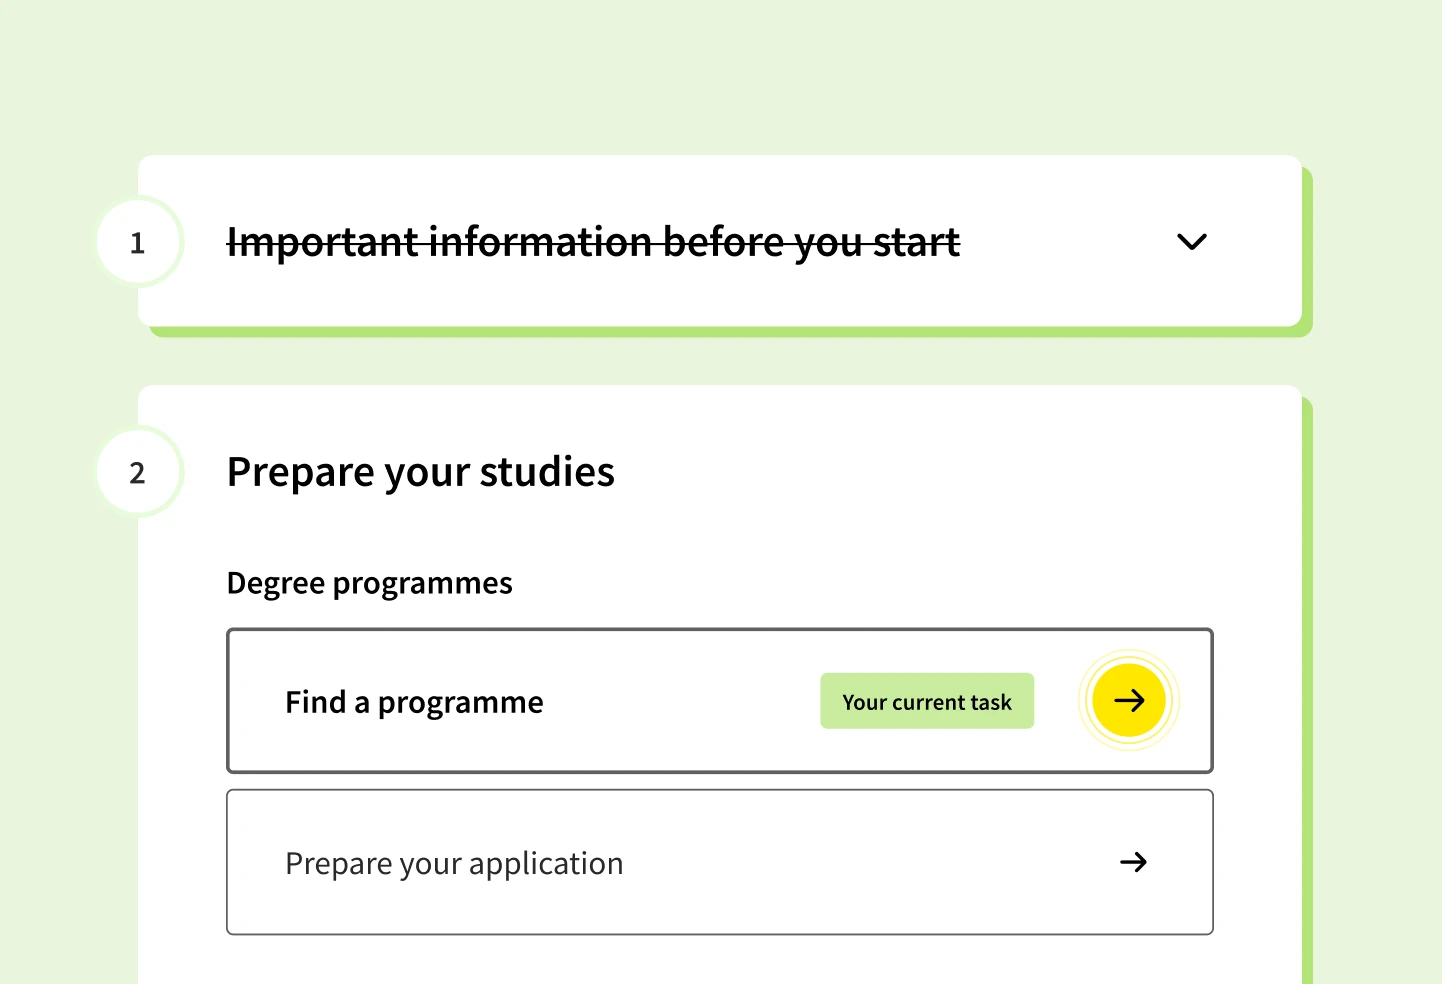 1
Important information before you start
2
Prepare your studies
Degree programmes
Find a programme
Your current task
Prepare your application